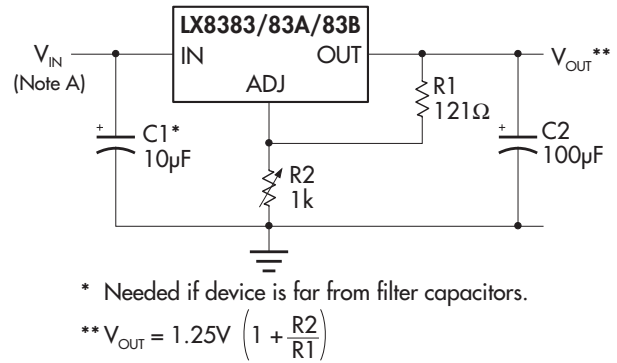 LX8383/83A/83B
IN OUT
ADJ
V_IN
(Note A)
V_OUT**
R1
121Ω
C1*
10µF
+
R2
1k
C2
100µF
+
* Needed if device is far from filter capacitors.
** V_OUT = 1.25V (1 + R2/R1)